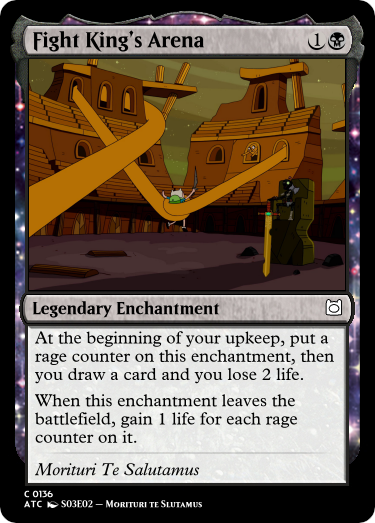 Fight King's Arena 1
Legendary Enchantment
At the beginning of your upkeep, put a
rage counter on this enchantment, then
you draw a card and you lose 2 life.
When this enchantment leaves the
battlefield, gain 1 life for each rage
counter on it.
Morituri Te Salutamus
C 0136
ATC S03E02 — Morituri te Slutamus